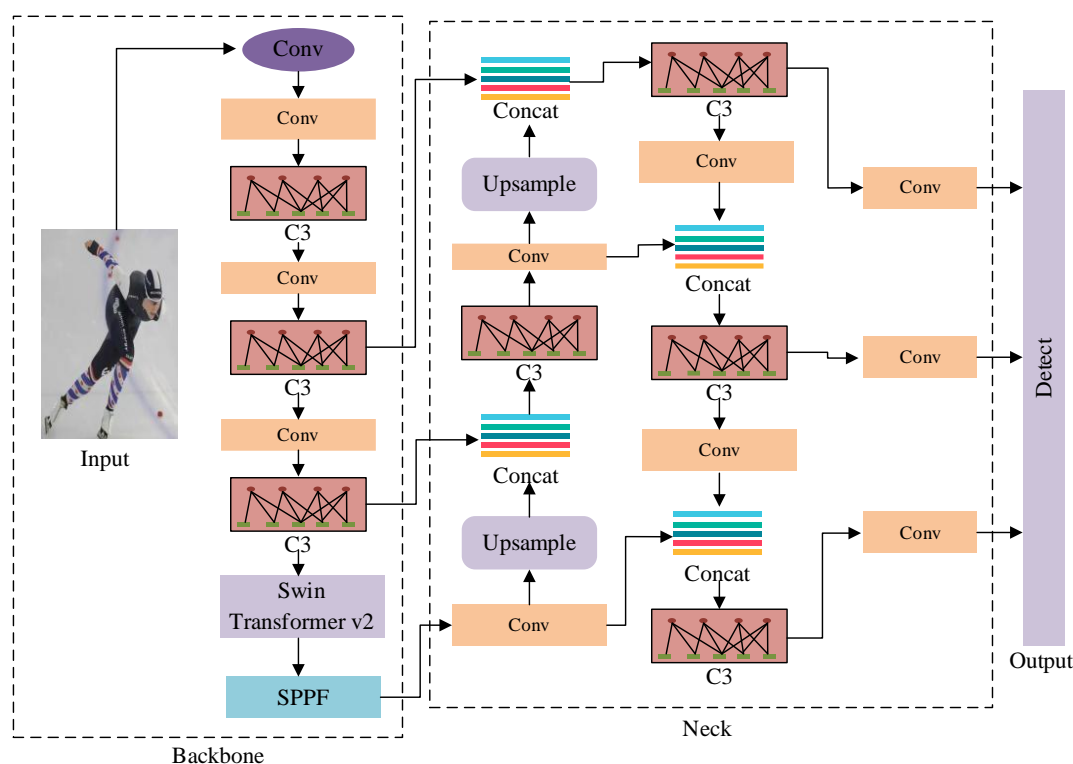 Conv
Conv
C3
Conv
C3
Conv
C3
Swin
Transformer v2
SPPF
Input
Backbone
Concat
Upsample
Conv
C3
Concat
Upsample
Conv
C3
Conv
Concat
C3
Conv
Concat
C3
Conv
Conv
Conv
Neck
Detect
Output